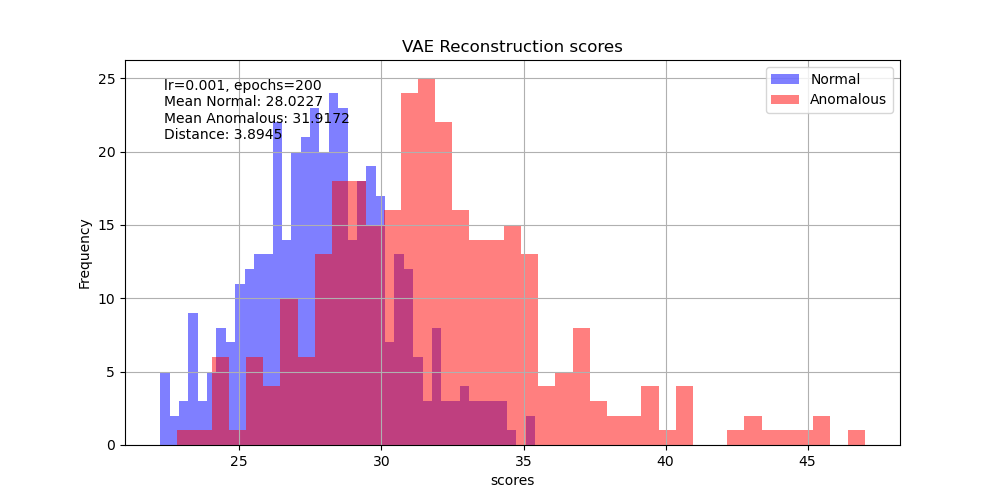 VAE Reconstruction scores
lr=0.001, epochs=200
Mean Normal: 28.0227
Mean Anomalous: 31.9172
Distance: 3.8945
Normal
Anomalous
Frequency
25
20
15
10
5
0
25 30 35 40 45
scores